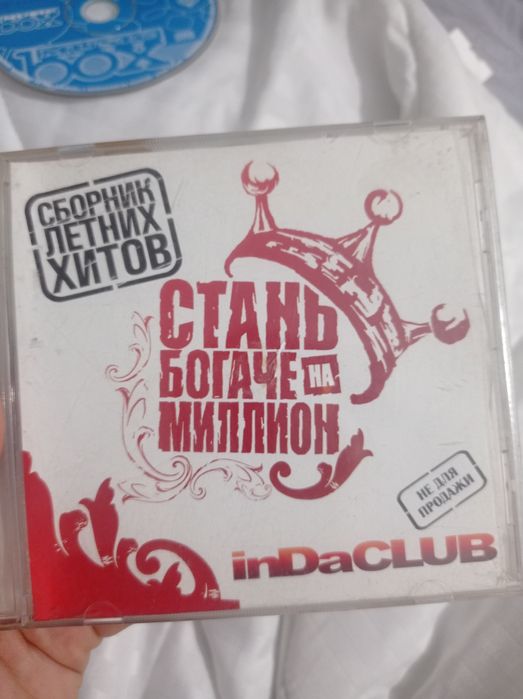 СБОРНИК
ЛЕТНИХ
ХИТОВ
СТАНЬ
БОГАЧЕ НА
МИЛЛИОН
НЕ ДЛЯ
ПРОДАЖИ
inDaCLUB